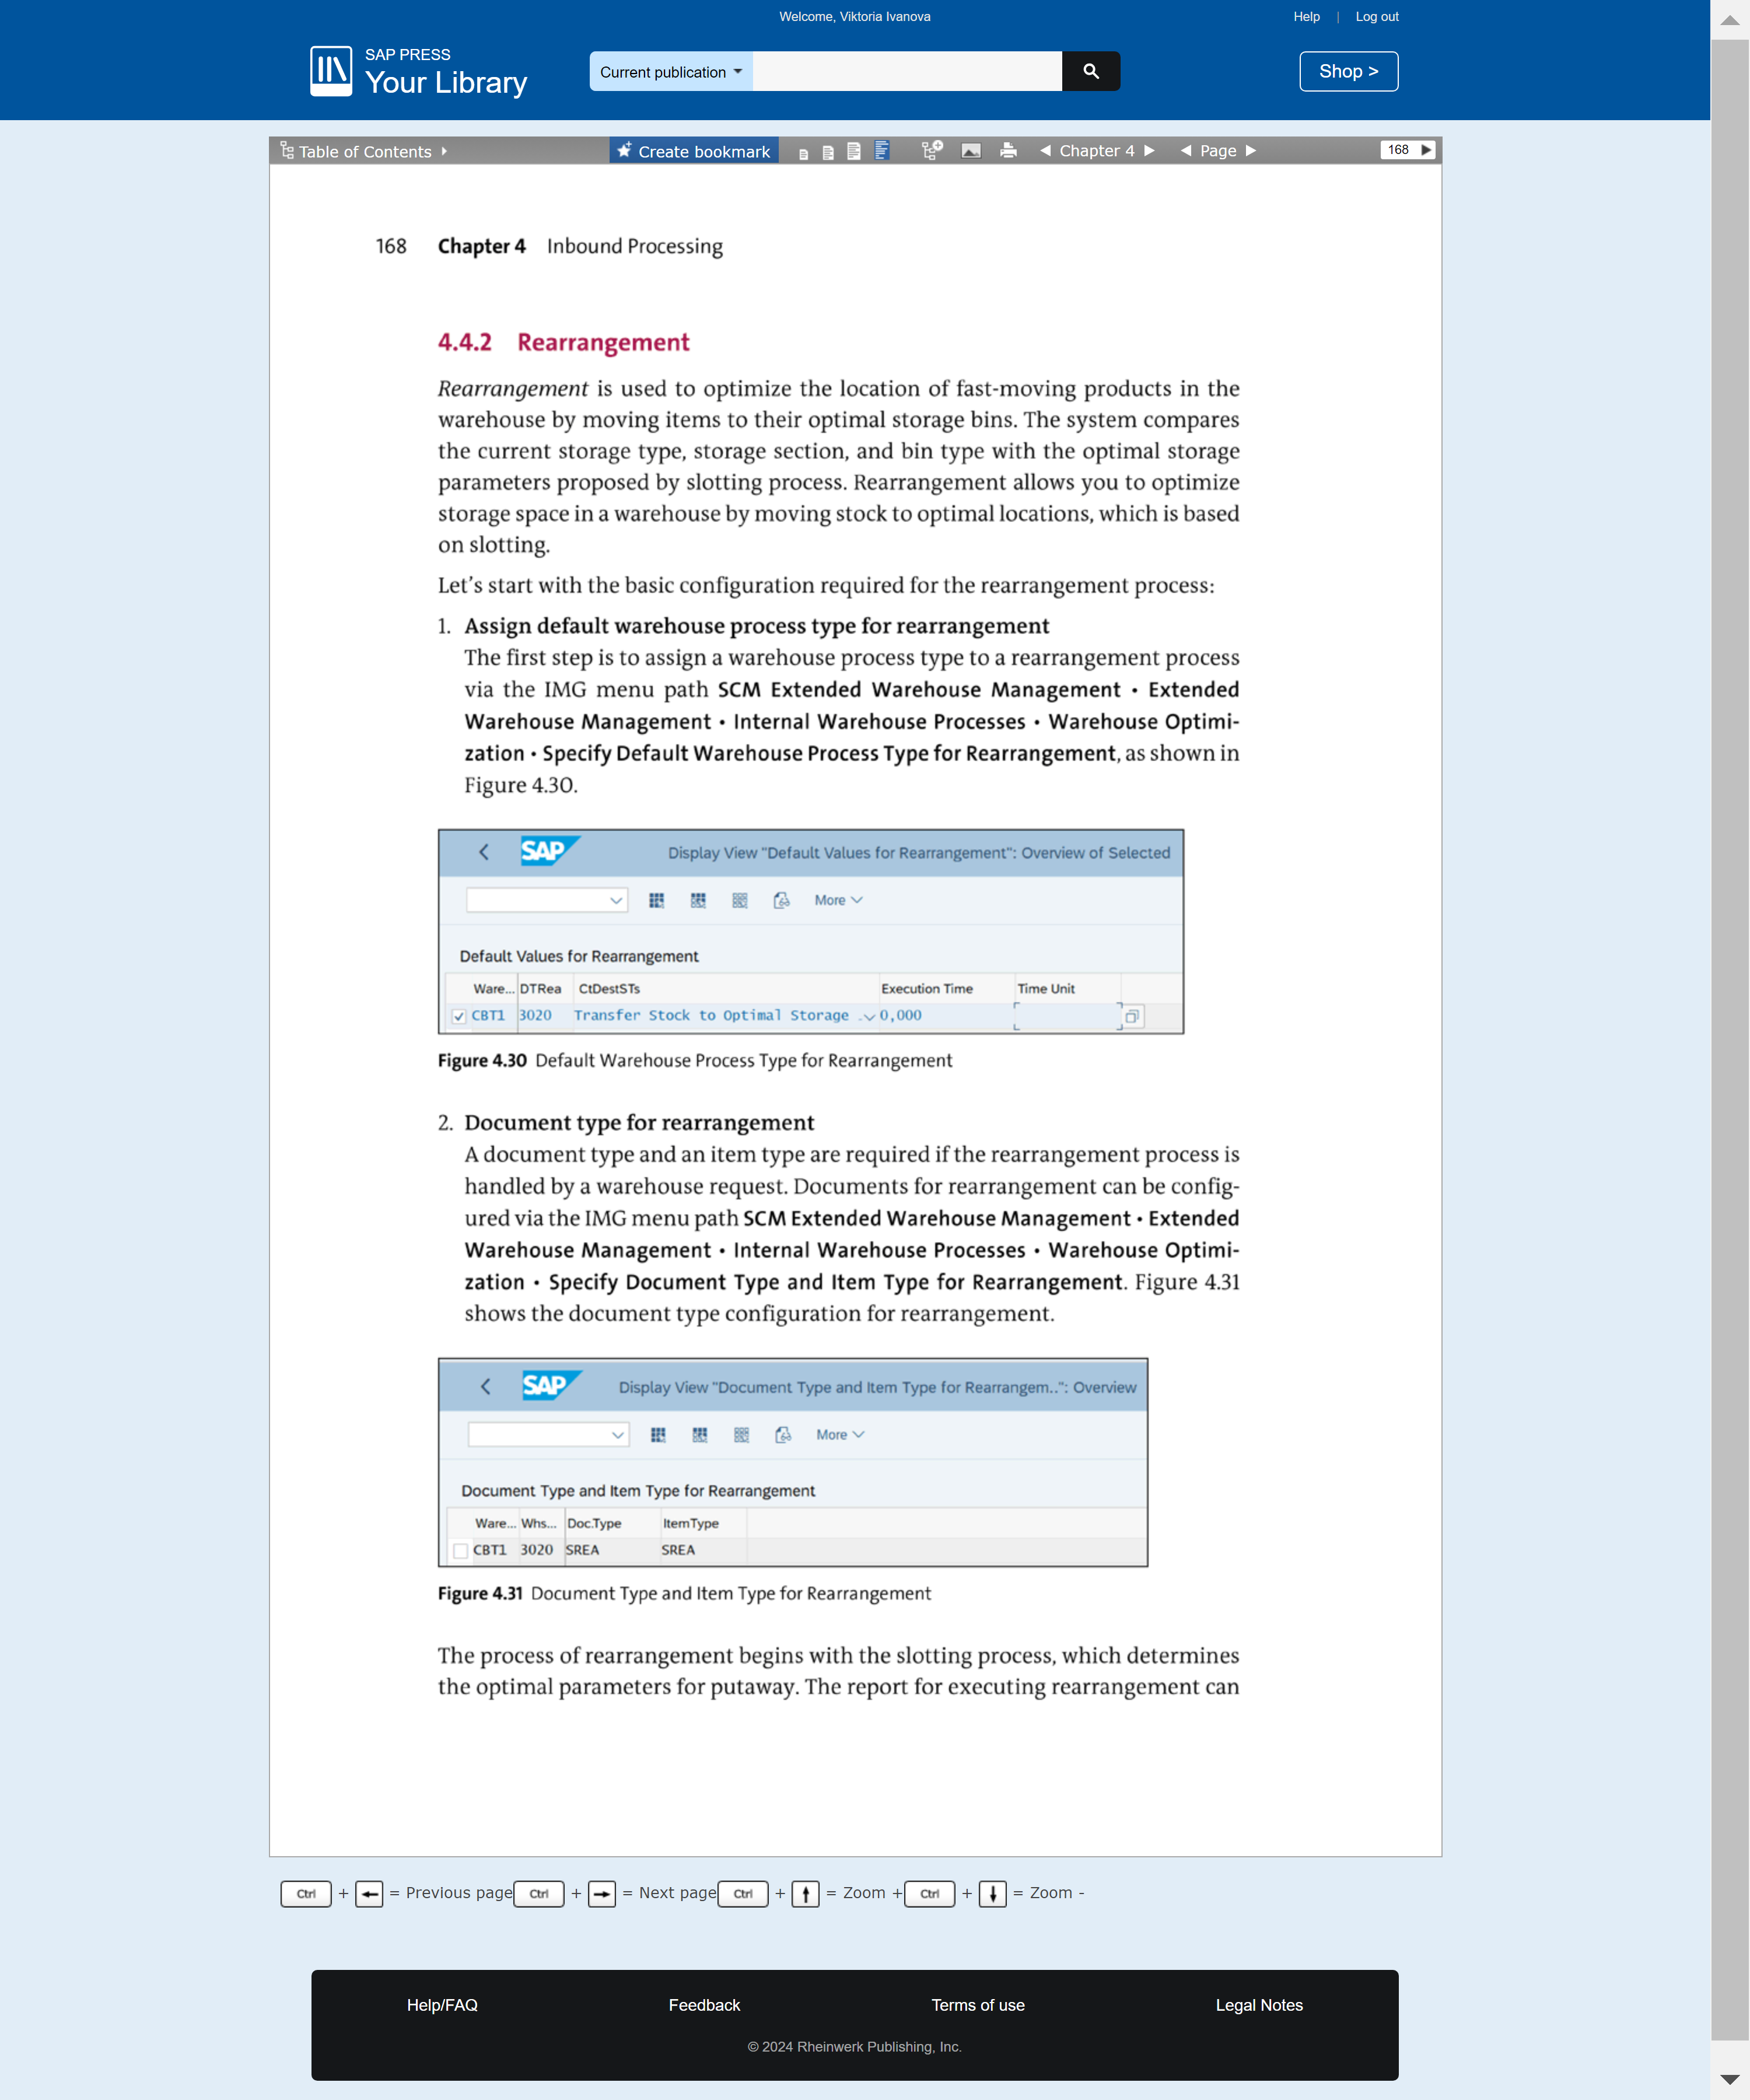 Welcome, Viktoria Ivanova
Help | Log out
SAP PRESS
Your Library
Current publication
Shop >
Table of Contents
Create bookmark
Chapter 4
Page
168
168 Chapter 4 Inbound Processing
4.4.2 Rearrangement
Rearrangement is used to optimize the location of fast-moving products in the
warehouse by moving items to their optimal storage bins. The system compares
the current storage type, storage section, and bin type with the optimal storage
parameters proposed by slotting process. Rearrangement allows you to optimize
storage space in a warehouse by moving stock to optimal locations, which is based
on slotting.
Let's start with the basic configuration required for the rearrangement process:
1. Assign default warehouse process type for rearrangement
The first step is to assign a warehouse process type to a rearrangement process
via the IMG menu path SCM Extended Warehouse Management • Extended
Warehouse Management • Internal Warehouse Processes • Warehouse Optimi-
zation • Specify Default Warehouse Process Type for Rearrangement, as shown in
Figure 4.30.
SAP
Display View "Default Values for Rearrangement": Overview of Selected
More
Default Values for Rearrangement
Ware... DTRea CtDestSTs Execution Time Time Unit
CBT1 3020 Transfer Stock to Optimal Storage .. 0,000
Figure 4.30 Default Warehouse Process Type for Rearrangement
2. Document type for rearrangement
A document type and an item type are required if the rearrangement process is
handled by a warehouse request. Documents for rearrangement can be config-
ured via the IMG menu path SCM Extended Warehouse Management • Extended
Warehouse Management • Internal Warehouse Processes • Warehouse Optimi-
zation • Specify Document Type and Item Type for Rearrangement. Figure 4.31
shows the document type configuration for rearrangement.
SAP
Display View "Document Type and Item Type for Rearrangem..": Overview
More
Document Type and Item Type for Rearrangement
Ware... Whs... Doc.Type ItemType
CBT1 3020 SREA SREA
Figure 4.31 Document Type and Item Type for Rearrangement
The process of rearrangement begins with the slotting process, which determines
the optimal parameters for putaway. The report for executing rearrangement can
Ctrl + ← = Previous page Ctrl + → = Next page Ctrl + ↑ = Zoom + Ctrl + ↓ = Zoom -
Help/FAQ Feedback Terms of use Legal Notes
© 2024 Rheinwerk Publishing, Inc.